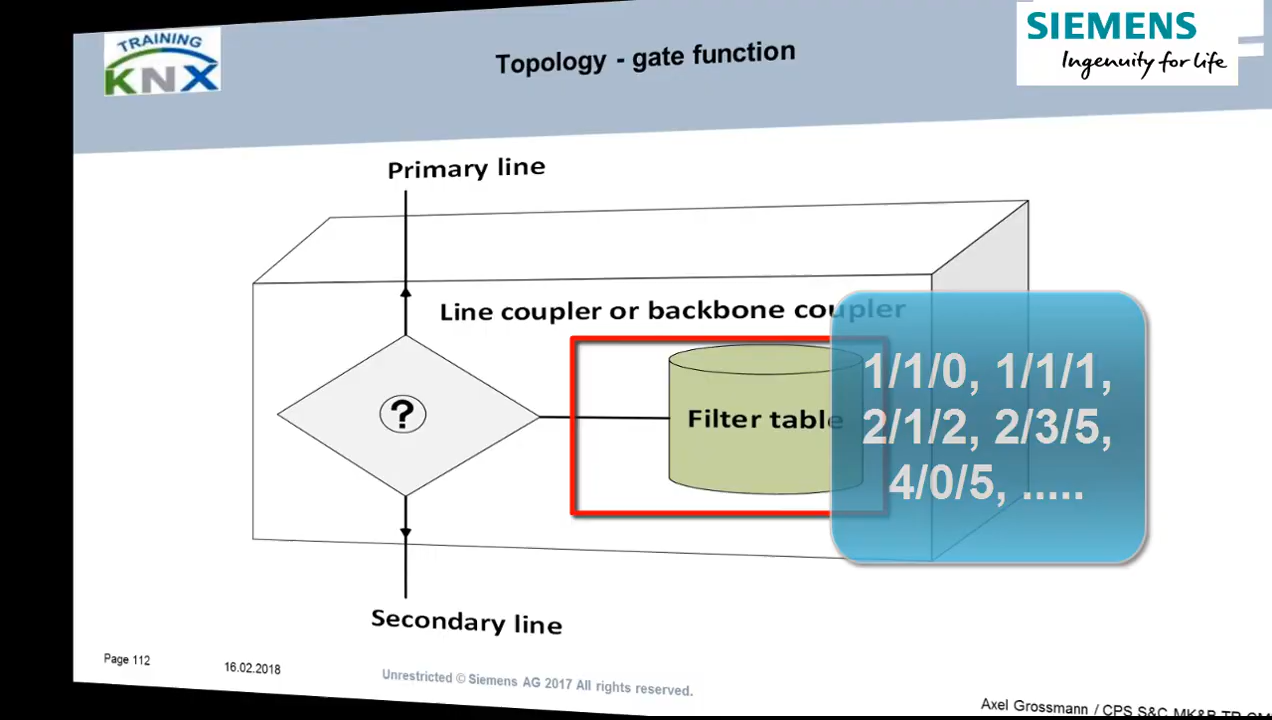 TRAINING
KNX
Topology - gate function
SIEMENS
Ingenuity for life
Primary line
Line coupler or backbone coupler
?
Filter table
1/1/0, 1/1/1,
2/1/2, 2/3/5,
4/0/5, .....
Secondary line
Page 112
16.02.2018
Unrestricted © Siemens AG 2017 All rights reserved.
Axel Grossmann / CPS S&C